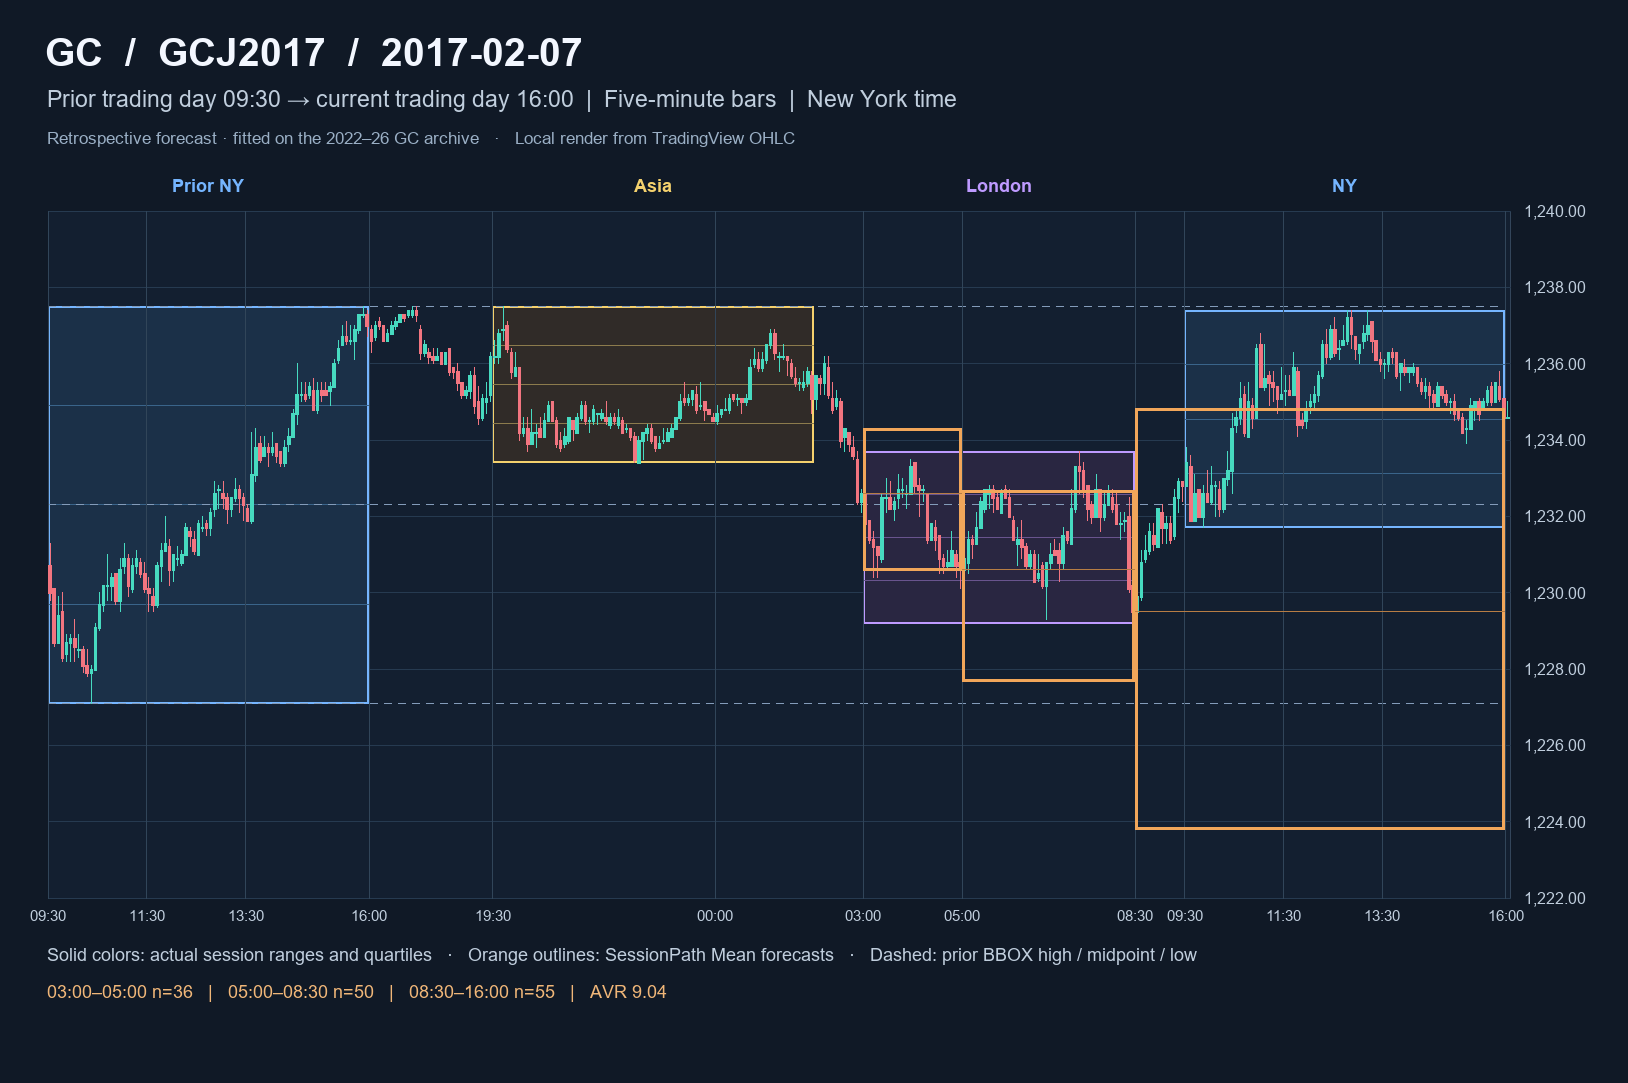 GC / GCJ2017 / 2017-02-07
Prior trading day 09:30 → current trading day 16:00 | Five-minute bars | New York time
Retrospective forecast · fitted on the 2022–26 GC archive · Local render from TradingView OHLC
Prior NY Asia London NY
1,240.00
1,238.00
1,236.00
1,234.00
1,232.00
1,230.00
1,228.00
1,226.00
1,224.00
1,222.00
09:30 11:30 13:30 16:00 19:30 00:00 03:00 05:00 08:30 09:30 11:30 13:30 16:00
Solid colors: actual session ranges and quartiles · Orange outlines: SessionPath Mean forecasts · Dashed: prior BBOX high / midpoint / low
03:00–05:00 n=36 | 05:00–08:30 n=50 | 08:30–16:00 n=55 | AVR 9.04